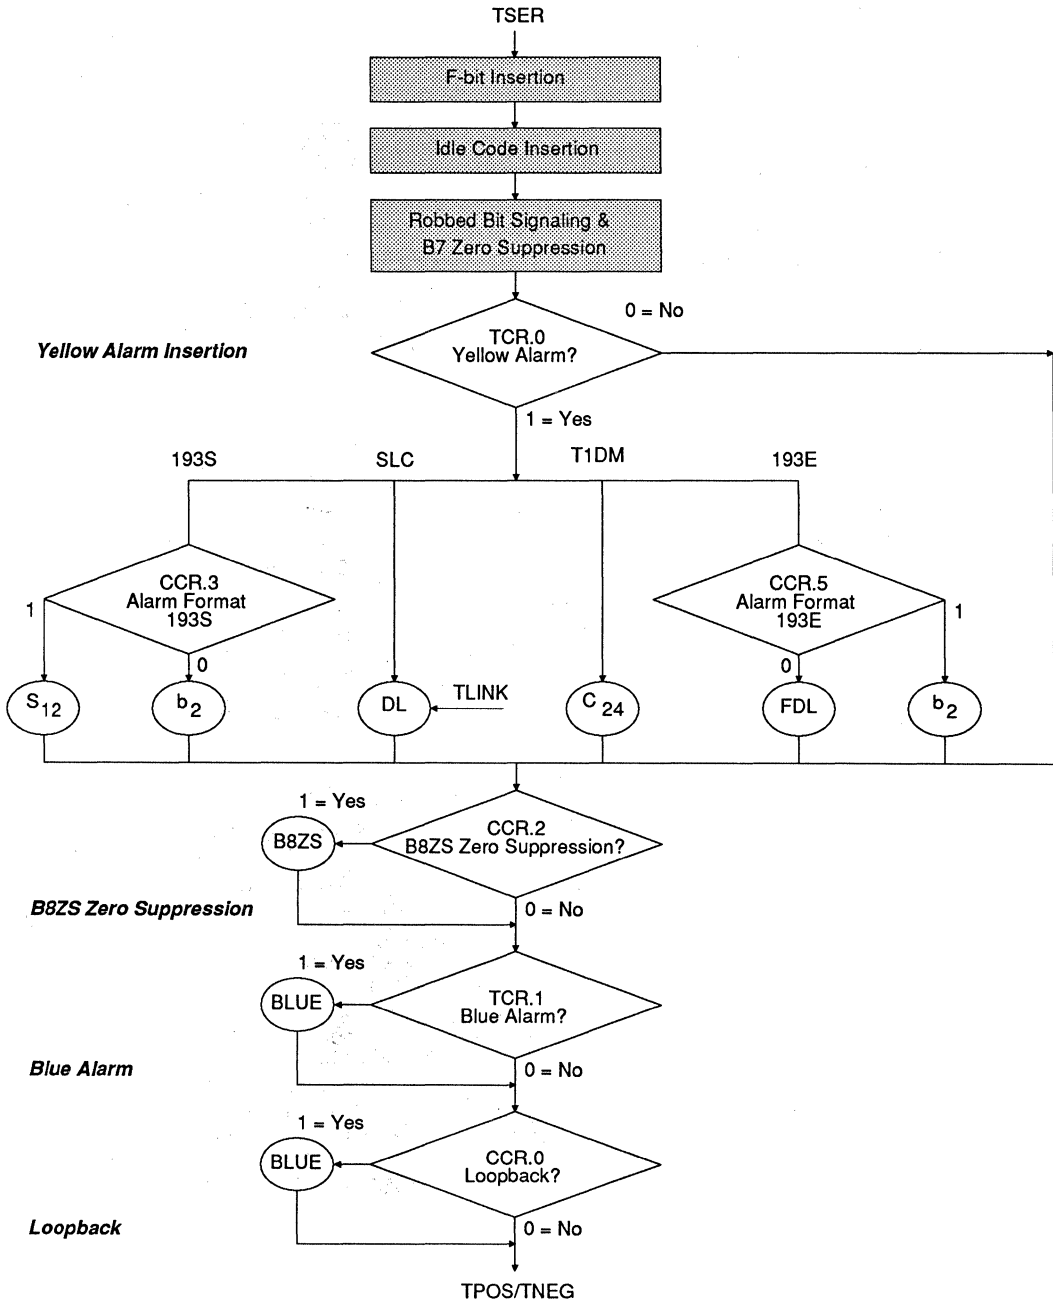 TSER
F-bit Insertion
Idle Code Insertion
Robbed Bit Signaling &
B7 Zero Suppression
0 = No
Yellow Alarm Insertion
TCR.0
Yellow Alarm?
1 = Yes
193S
SLC
T1DM
193E
CCR.3
Alarm Format
193S
1
0
CCR.5
Alarm Format
193E
1
0
S12
b2
DL
TLINK
C24
FDL
b2
1 = Yes
CCR.2
B8ZS Zero Suppression?
B8ZS
B8ZS Zero Suppression
0 = No
1 = Yes
TCR.1
Blue Alarm?
BLUE
Blue Alarm
0 = No
1 = Yes
CCR.0
Loopback?
BLUE
Loopback
0 = No
TPOS/TNEG